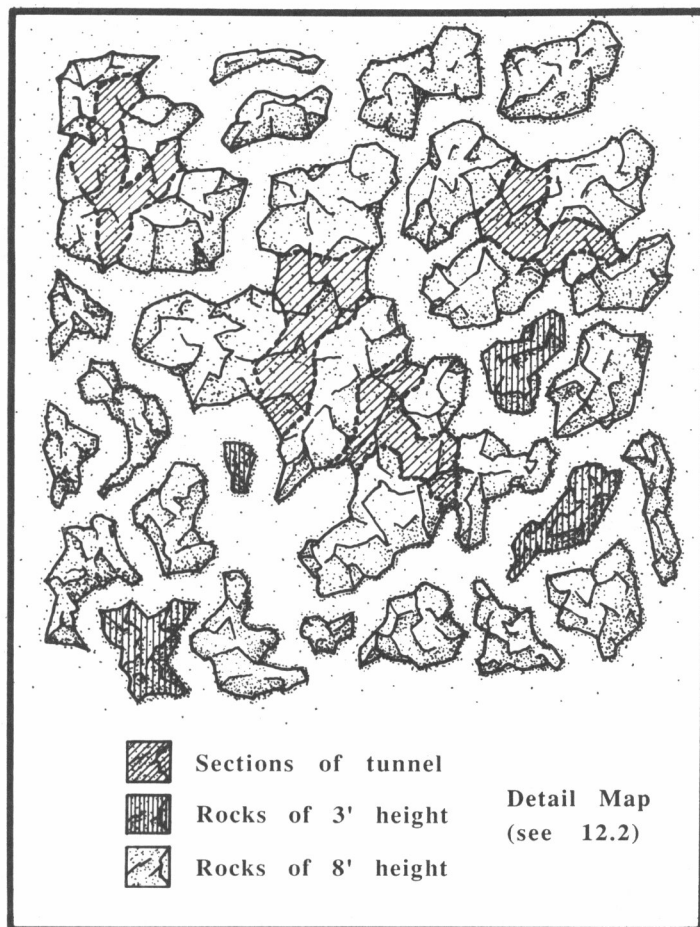 Sections of tunnel
Rocks of 3' height
Rocks of 8' height
Detail Map
(see 12.2)